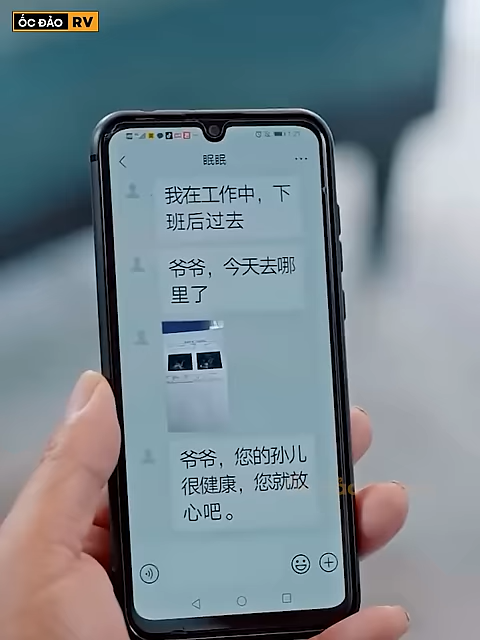 ỐC ĐẢO RV
眠眠
我在工作中，下
班后过去
爷爷，今天去哪
里了
爷爷，您的孙儿
很健康，您就放
心吧。